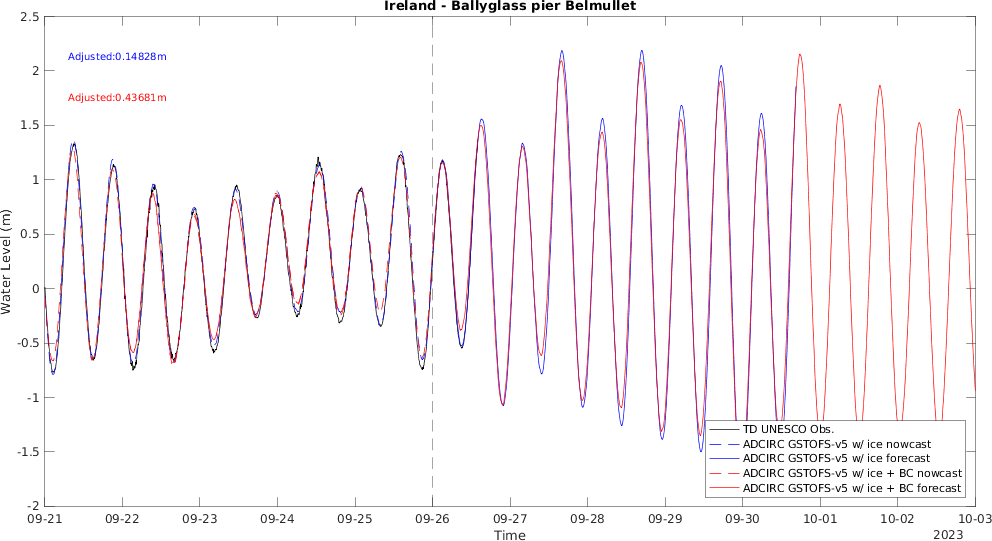 Ireland - Ballyglass pier Belmullet
Adjusted:0.14828m
Adjusted:0.43681m
2.5
2
1.5
1
0.5
0
-0.5
-1
-1.5
-2
Water Level (m)
TD UNESCO Obs.
ADCIRC GSTOFS-v5 w/ ice nowcast
ADCIRC GSTOFS-v5 w/ ice forecast
ADCIRC GSTOFS-v5 w/ ice + BC nowcast
ADCIRC GSTOFS-v5 w/ ice + BC forecast
09-21 09-22 09-23 09-24 09-25 09-26 09-27 09-28 09-29 09-30 10-01 10-02 10-03
Time
2023